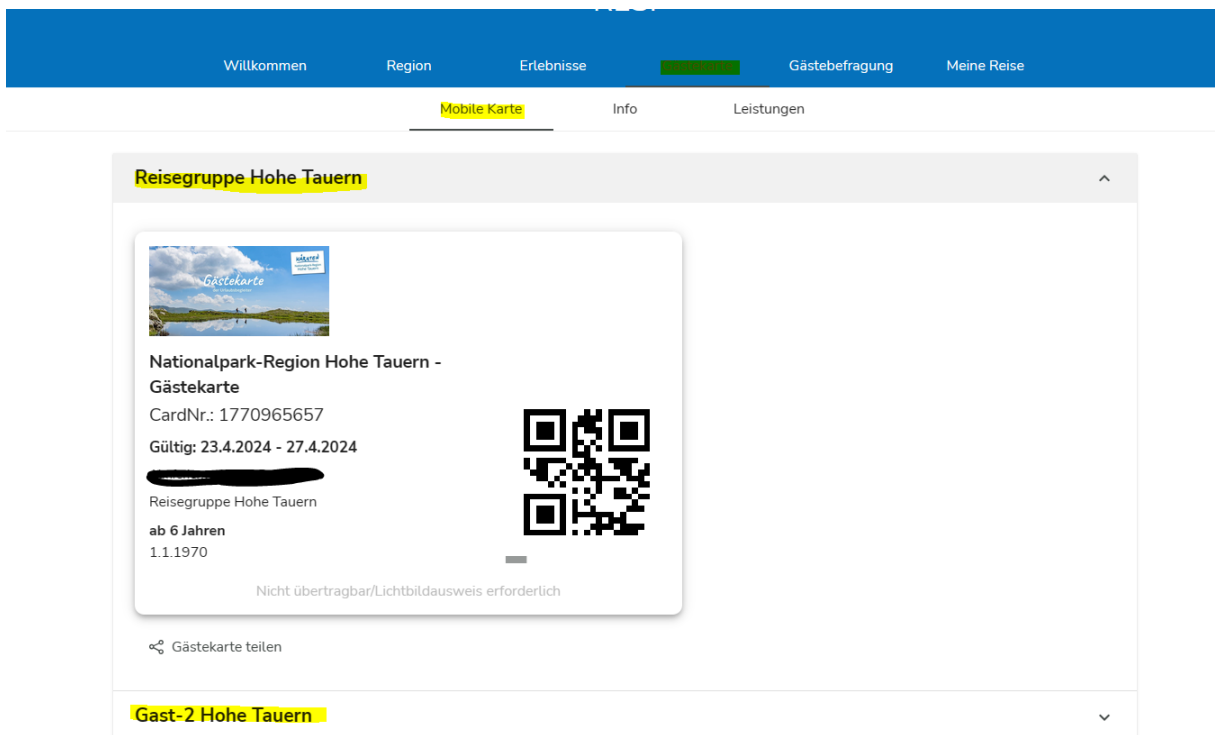 Willkommen Region Erlebnisse Gästebefragung Meine Reise
Mobile Karte Info Leistungen
Reisegruppe Hohe Tauern
Gästekarte
Nationalpark-Region Hohe Tauern -
Gästekarte
CardNr.: 1770965657
Gültig: 23.4.2024 - 27.4.2024
Reisegruppe Hohe Tauern
ab 6 Jahren
1.1.1970
Nicht übertragbar/Lichtbildausweis erforderlich
Gästekarte teilen
Gast-2 Hohe Tauern